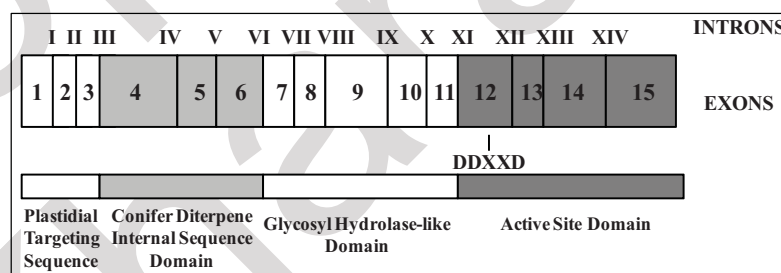 I II III IV V VI VII VIII IX X XI XII XIII XIV INTRONS
1 2 3 4 5 6 7 8 9 10 11 12 13 14 15 EXONS
DDXXD
Plastidial Targeting Sequence
Conifer Diterpene Internal Sequence Domain
Glycosyl Hydrolase-like Domain
Active Site Domain